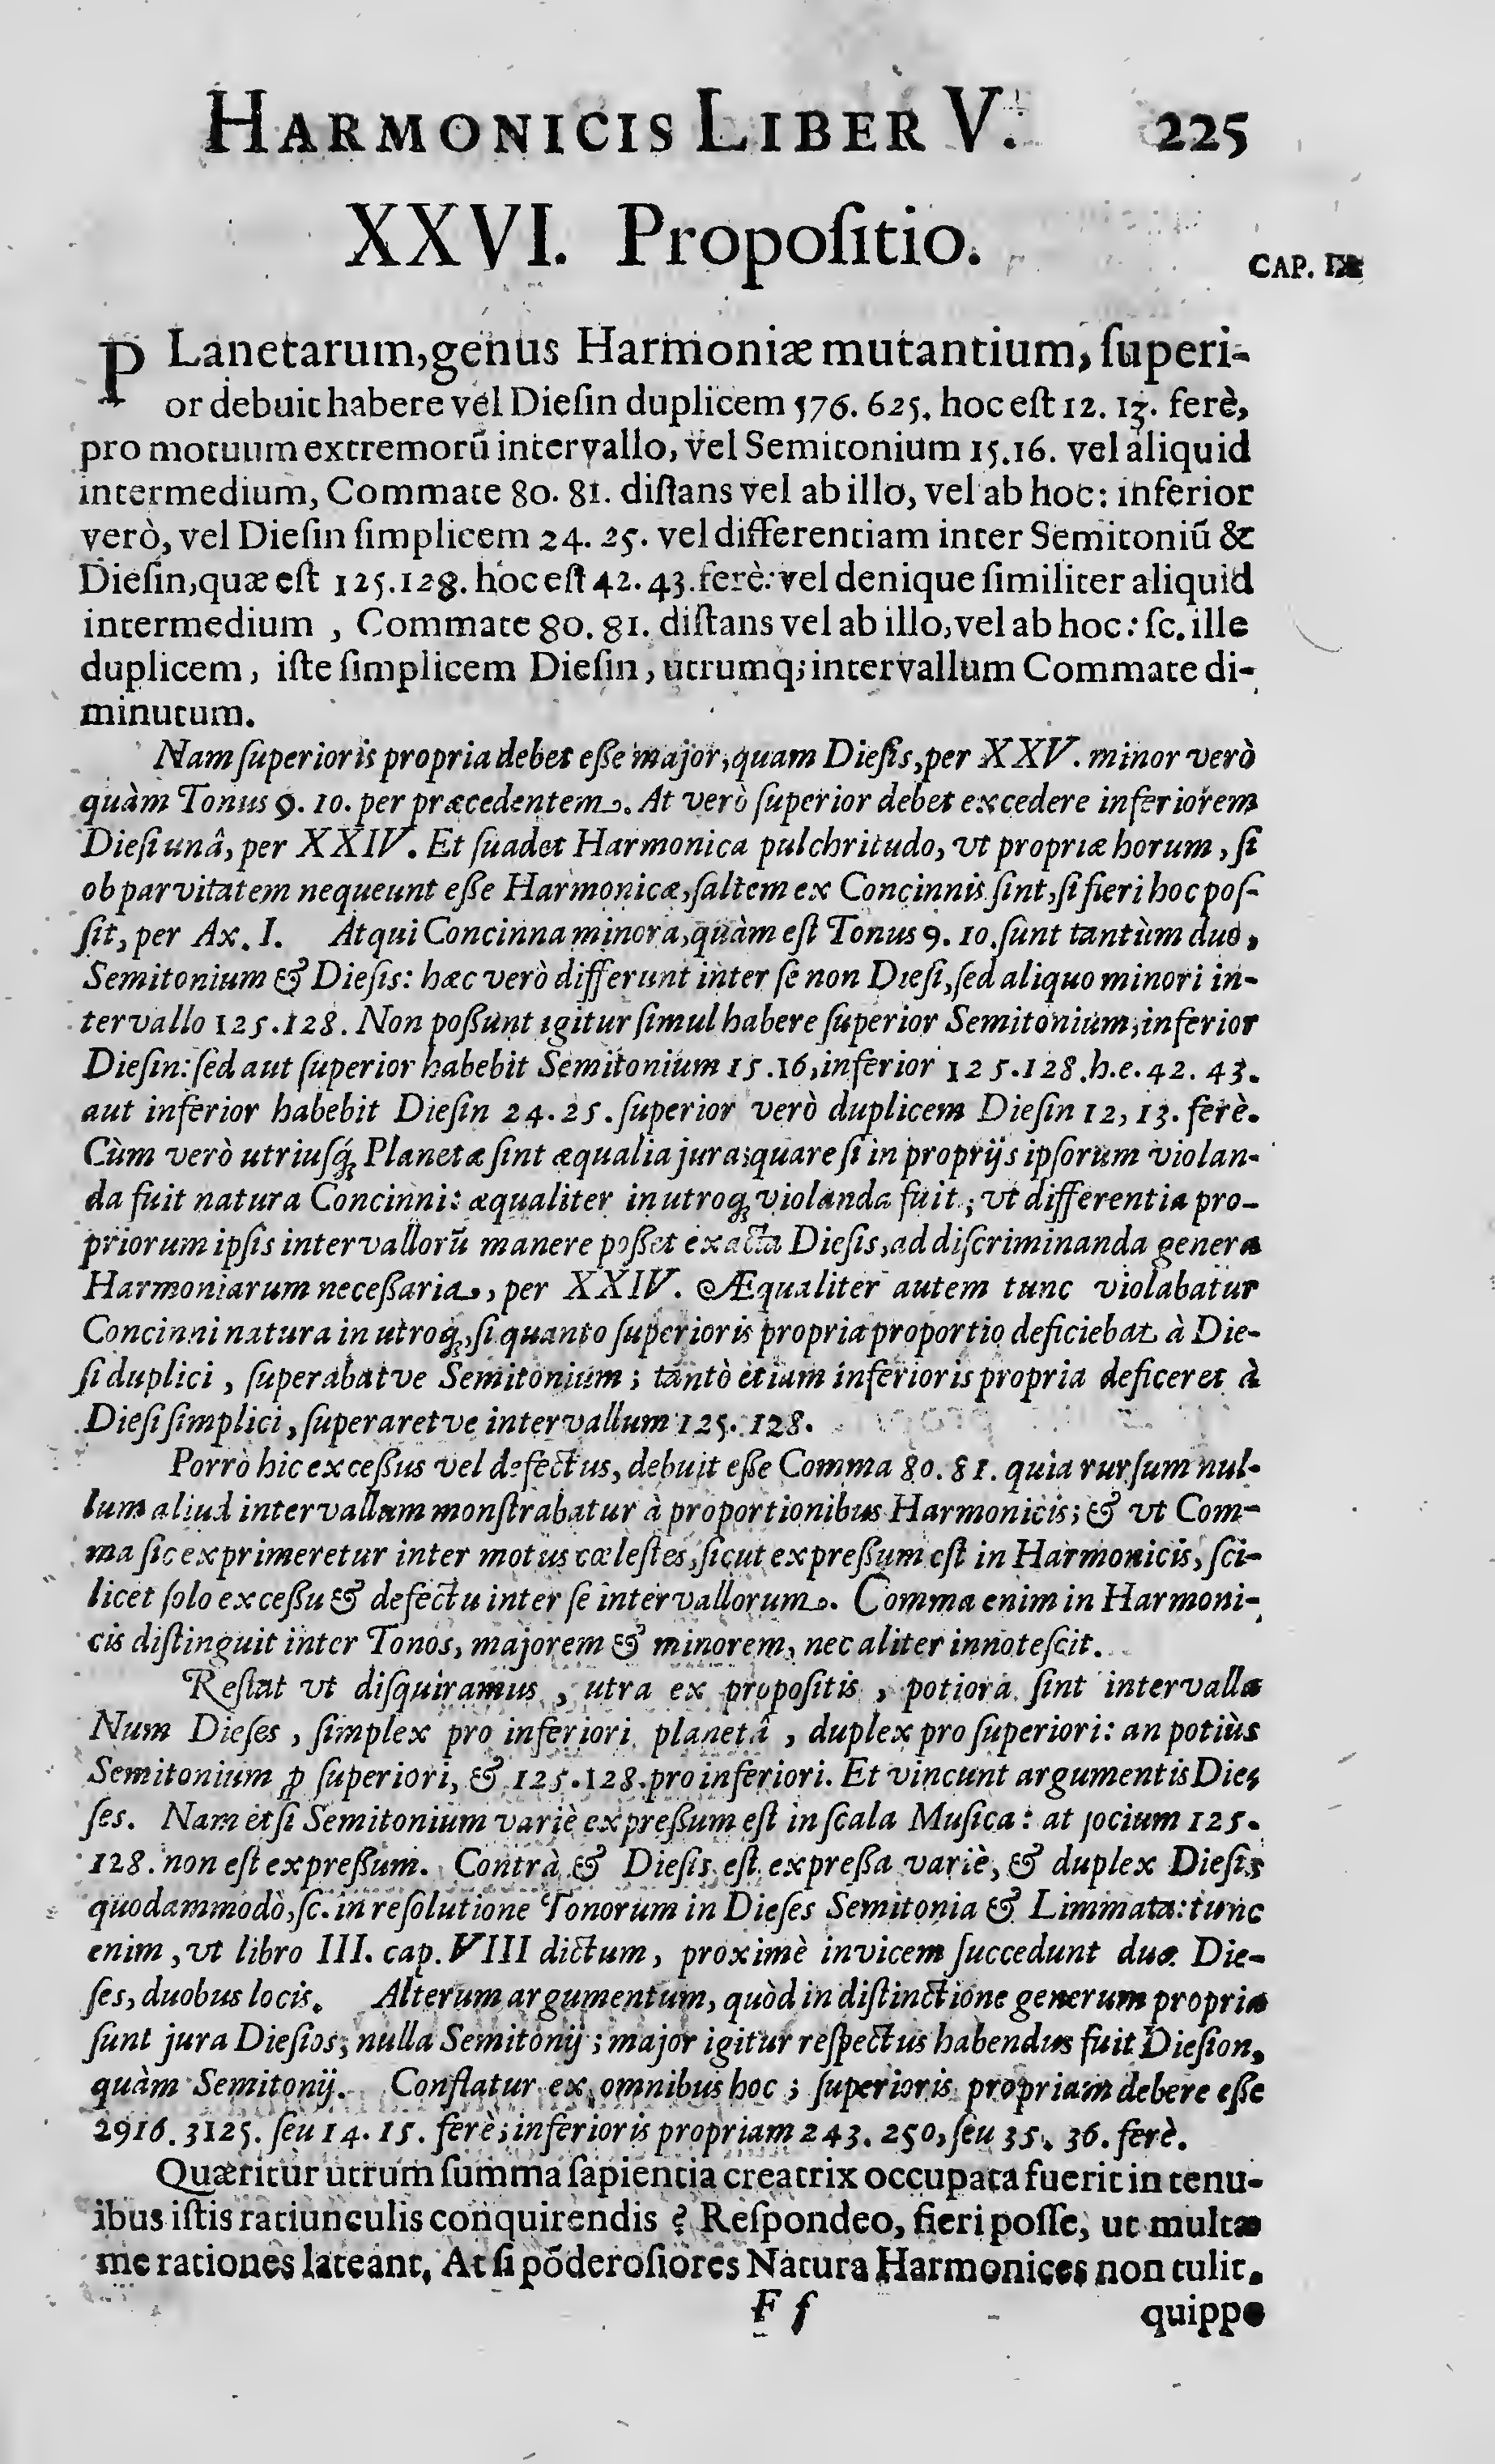 HARMONICIS LIBER V. 225
XXVI. Propoſitio.
CAP. IX
PLanetarum,genus Harmoniæ mutantium, ſuperi-
or debuit habere vel Dieſin duplicem 576. 625. hoc eſt 12. 13. ferè,
pro motuum extremorũ intervallo, vel Semitonium 15.16. vel aliquid
intermedium, Commate 80. 81. diſtans vel ab illo, vel ab hoc: inferior
verò, vel Dieſin ſimplicem 24. 25. vel differentiam inter Semitoniũ &
Dieſin,quæ eſt 125.128. hoc eſt 42. 43.ferè: vel denique ſimiliter aliquid
intermedium , Commate 80. 81. diſtans vel ab illo, vel ab hoc: ſc. ille
duplicem, iſte ſimplicem Dieſin, utrumq; intervallum Commate di-
minutum.
Nam ſuperioris propria debet eſſe major, quam Dieſis, per XXV. minor verò
quàm Tonus 9. 10. per præcedentem. At verò ſuperior debet excedere inferiorem
Dieſi unâ, per XXIV. Et ſuadet Harmonica pulchritudo, ut propriæ horum, ſi
ob parvitatem nequeunt eſſe Harmonicæ, ſaltem ex Concinnis ſint, ſi fieri hoc poſ-
ſit, per Ax. I. Atqui Concinna minora, quàm eſt Tonus 9. 10. ſunt tantùm duo,
Semitonium & Dieſis: hæc verò differunt inter ſe non Dieſi, ſed aliquo minori in-
tervallo 125.128. Non poſſunt igitur ſimul habere ſuperior Semitonium, inferior
Dieſin: ſed aut ſuperior habebit Semitonium 15.16, inferior 125.128. h.e. 42. 43.
aut inferior habebit Dieſin 24.25. ſuperior verò duplicem Dieſin 12, 13. ferè.
Cùm verò utriuſq; Planetæ ſint æqualia jura; quare ſi in proprijs ipſorum violan-
da fuit natura Concinni: æqualiter in utroq; violanda fuit; ut differentia pro-
priorum ipſis intervallorũ manere poſſet exacta Dieſis, ad diſcriminanda genera
Harmoniarum neceſſaria, per XXIV. Æqualiter autem tunc violabatur
Concinni natura in utroq;, ſi quanto ſuperioris propria proportio deficiebat à Die-
ſi duplici, ſuperabatve Semitonium; tantò etium inferioris propria deficeret à
Dieſi ſimplici, ſuperaretve intervallum 125. 128.
Porrò hic exceſſus vel defectus, debuit eſſe Comma 80. 81. quia rurſum nul-
lum aliud intervallum monſtrabatur à proportionibus Harmonicis; & ut Com-
ma ſic exprimeretur inter motus cœleſtes, ſicut expreſſum eſt in Harmonicis, ſci-
licet ſolo exceſſu & defectu inter ſe intervallorum. Comma enim in Harmoni-
cis diſtinguit inter Tonos, majorem & minorem, nec aliter innoteſcit.
Reſtat ut diſquiramus, utra ex propoſitis, potiora ſint intervalla
Num Dieſes, ſimplex pro inferiori planetâ, duplex pro ſuperiori: an potiùs
Semitonium p ſuperiori, & 125.128. pro inferiori. Et vincunt argumentis Die-
ſes. Nam etſi Semitonium variè expreſſum eſt in ſcala Muſica: at ſocium 125.
128. non eſt expreſſum. Contrà & Dieſis eſt expreſſa variè, & duplex Dieſis
quodammodò, ſc. in reſolutione Tonorum in Dieſes Semitonia & Limmata: tunc
enim, ut libro III. cap. VIII dictum, proximè invicem ſuccedunt duæ Die-
ſes, duobus locis. Alterum argumentum, quòd in diſtinctione generum propria
ſunt jura Dieſios, nulla Semitonij; major igitur reſpectus habendus fuit Dieſion,
quàm Semitonij. Conflatur ex omnibus hoc; ſuperioris propriam debere eſſe
2916. 3125. ſeu 14. 15. ferè; inferioris propriam 243. 250, ſeu 35. 36. ferè.
Quæritur utrum ſumma ſapientia creatrix occupata fuerit in tenu-
ibus iſtis ratiunculis conquirendis ? Reſpondeo, fieri poſſe, ut multæ
me rationes lateant, At ſi põderoſiores Natura Harmonices non tulit.
F f quippe